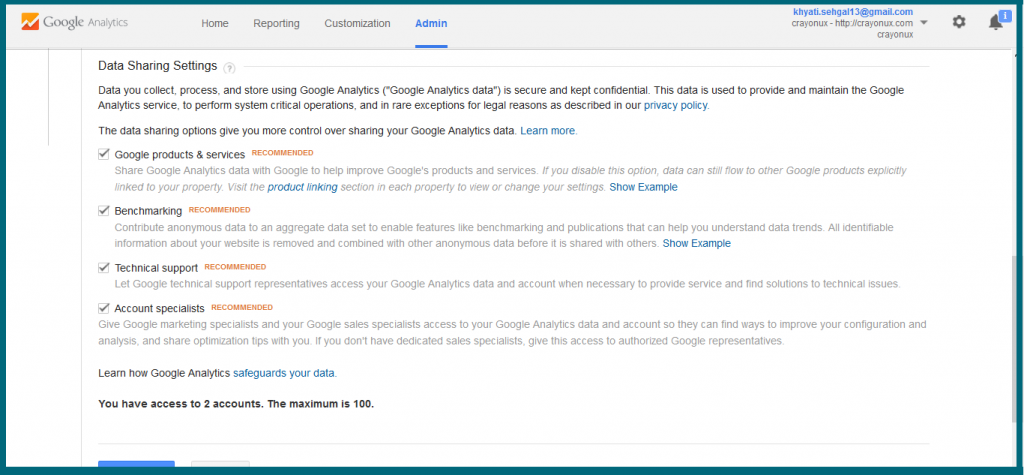 Google Analytics
Home Reporting Customization Admin
khyati.sehgal13@gmail.com
crayonux - http://crayonux.com
crayonux
1
Data Sharing Settings ?
Data you collect, process, and store using Google Analytics ("Google Analytics data") is secure and kept confidential. This data is used to provide and maintain the Google
Analytics service, to perform system critical operations, and in rare exceptions for legal reasons as described in our privacy policy.
The data sharing options give you more control over sharing your Google Analytics data. Learn more.
Google products & services RECOMMENDED
Share Google Analytics data with Google to help improve Google's products and services. If you disable this option, data can still flow to other Google products explicitly
linked to your property. Visit the product linking section in each property to view or change your settings. Show Example
Benchmarking RECOMMENDED
Contribute anonymous data to an aggregate data set to enable features like benchmarking and publications that can help you understand data trends. All identifiable
information about your website is removed and combined with other anonymous data before it is shared with others. Show Example
Technical support RECOMMENDED
Let Google technical support representatives access your Google Analytics data and account when necessary to provide service and find solutions to technical issues.
Account specialists RECOMMENDED
Give Google marketing specialists and your Google sales specialists access to your Google Analytics data and account so they can find ways to improve your configuration and
analysis, and share optimization tips with you. If you don't have dedicated sales specialists, give this access to authorized Google representatives.
Learn how Google Analytics safeguards your data.
You have access to 2 accounts. The maximum is 100.